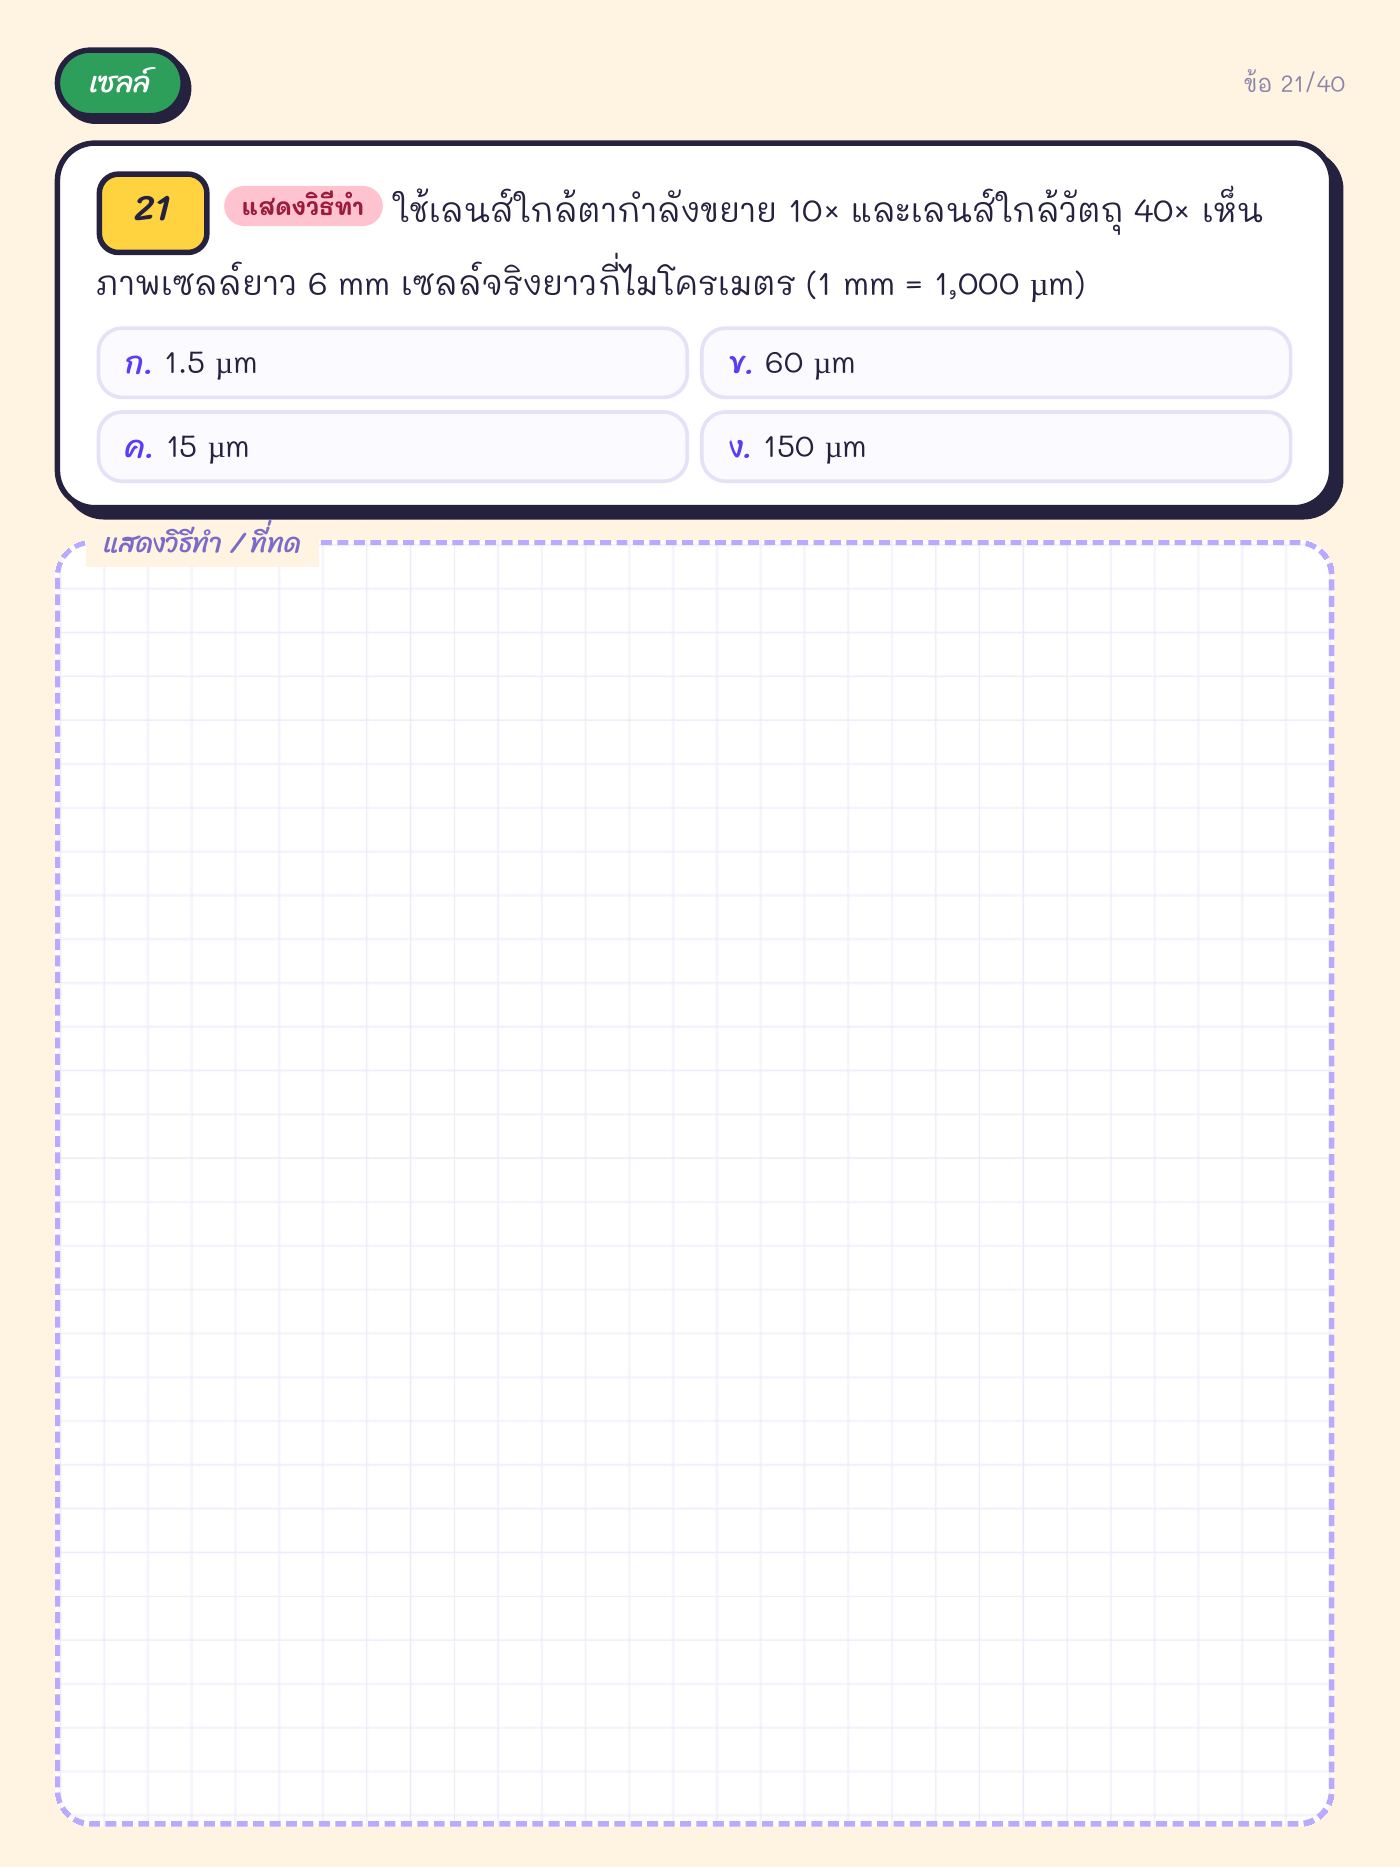 เซลล์
ข้อ 21/40
21 แสดงวิธีทำ ใช้เลนส์ใกล้ตากำลังขยาย 10× และเลนส์ใกล้วัตถุ 40× เห็น
ภาพเซลล์ยาว 6 mm เซลล์จริงยาวกี่ไมโครเมตร (1 mm = 1,000 µm)
ก. 1.5 µm
ข. 60 µm
ค. 15 µm
ง. 150 µm
แสดงวิธีทำ / ที่ทด